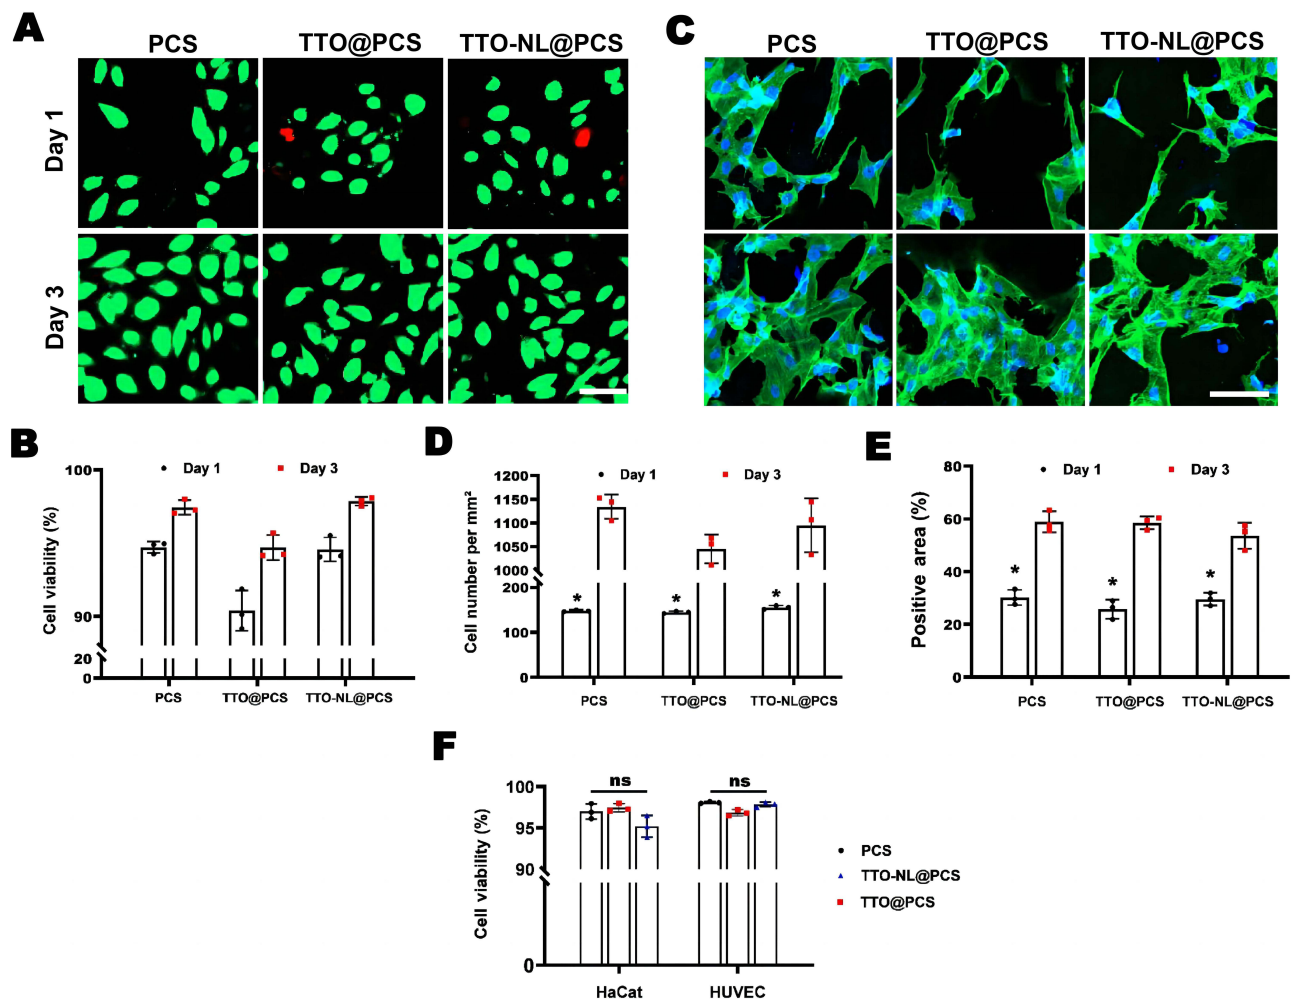 A
PCS TTO@PCS TTO-NL@PCS
Day 1
Day 3
C
PCS TTO@PCS TTO-NL@PCS
B
Day 1 Day 3
Cell viability (%)
100
90
20
0
PCS TTO@PCS TTO-NL@PCS
D
Day 1 Day 3
Cell number per mm²
1200
1150
1100
1050
1000
200
100
0
* * *
PCS TTO@PCS TTO-NL@PCS
E
Day 1 Day 3
Positive area (%)
80
60
40
20
0
* * *
PCS TTO@PCS TTO-NL@PCS
F
ns ns
Cell viability (%)
100
95
90
0
HaCat HUVEC
PCS
TTO-NL@PCS
TTO@PCS